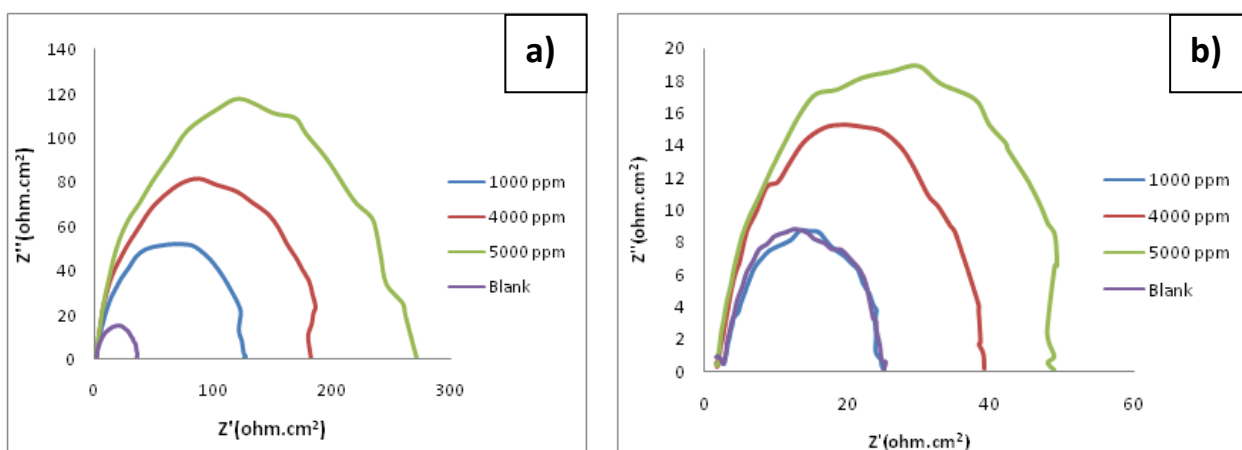 a)
140
120
100
80
60
40
20
0
Z''(ohm.cm²)
0 100 200 300
Z'(ohm.cm²)
1000 ppm
4000 ppm
5000 ppm
Blank
b)
20
18
16
14
12
10
8
6
4
2
0
Z''(ohm.cm²)
0 20 40 60
Z'(ohm.cm²)
1000 ppm
4000 ppm
5000 ppm
Blank